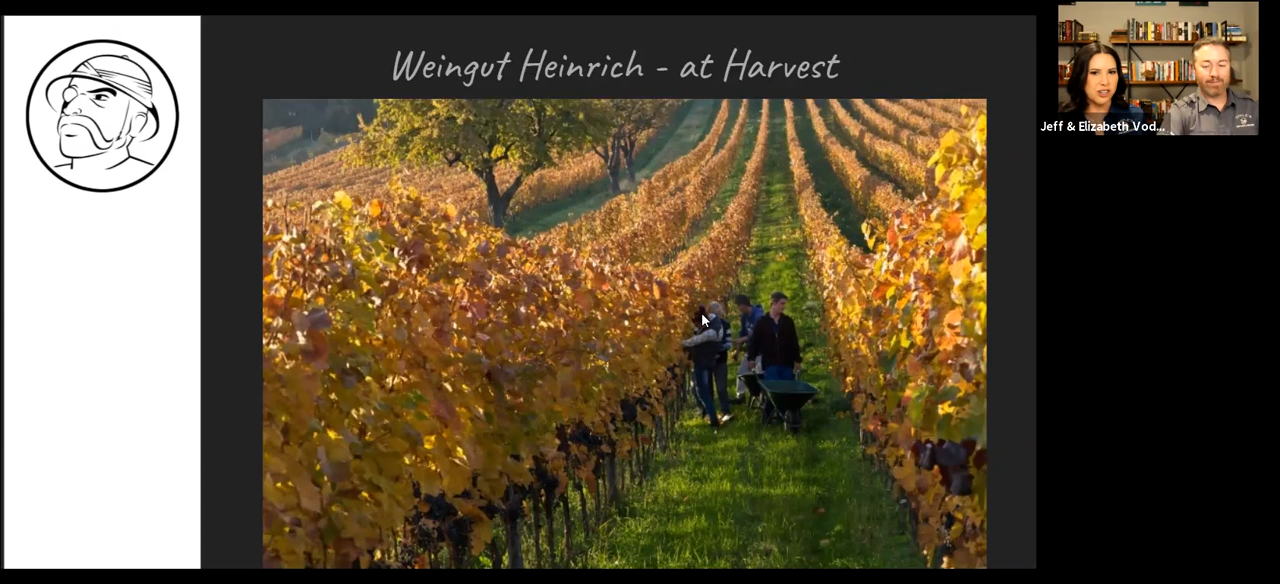 Weingut Heinrich - at Harvest
Jeff & Elizabeth Vod...